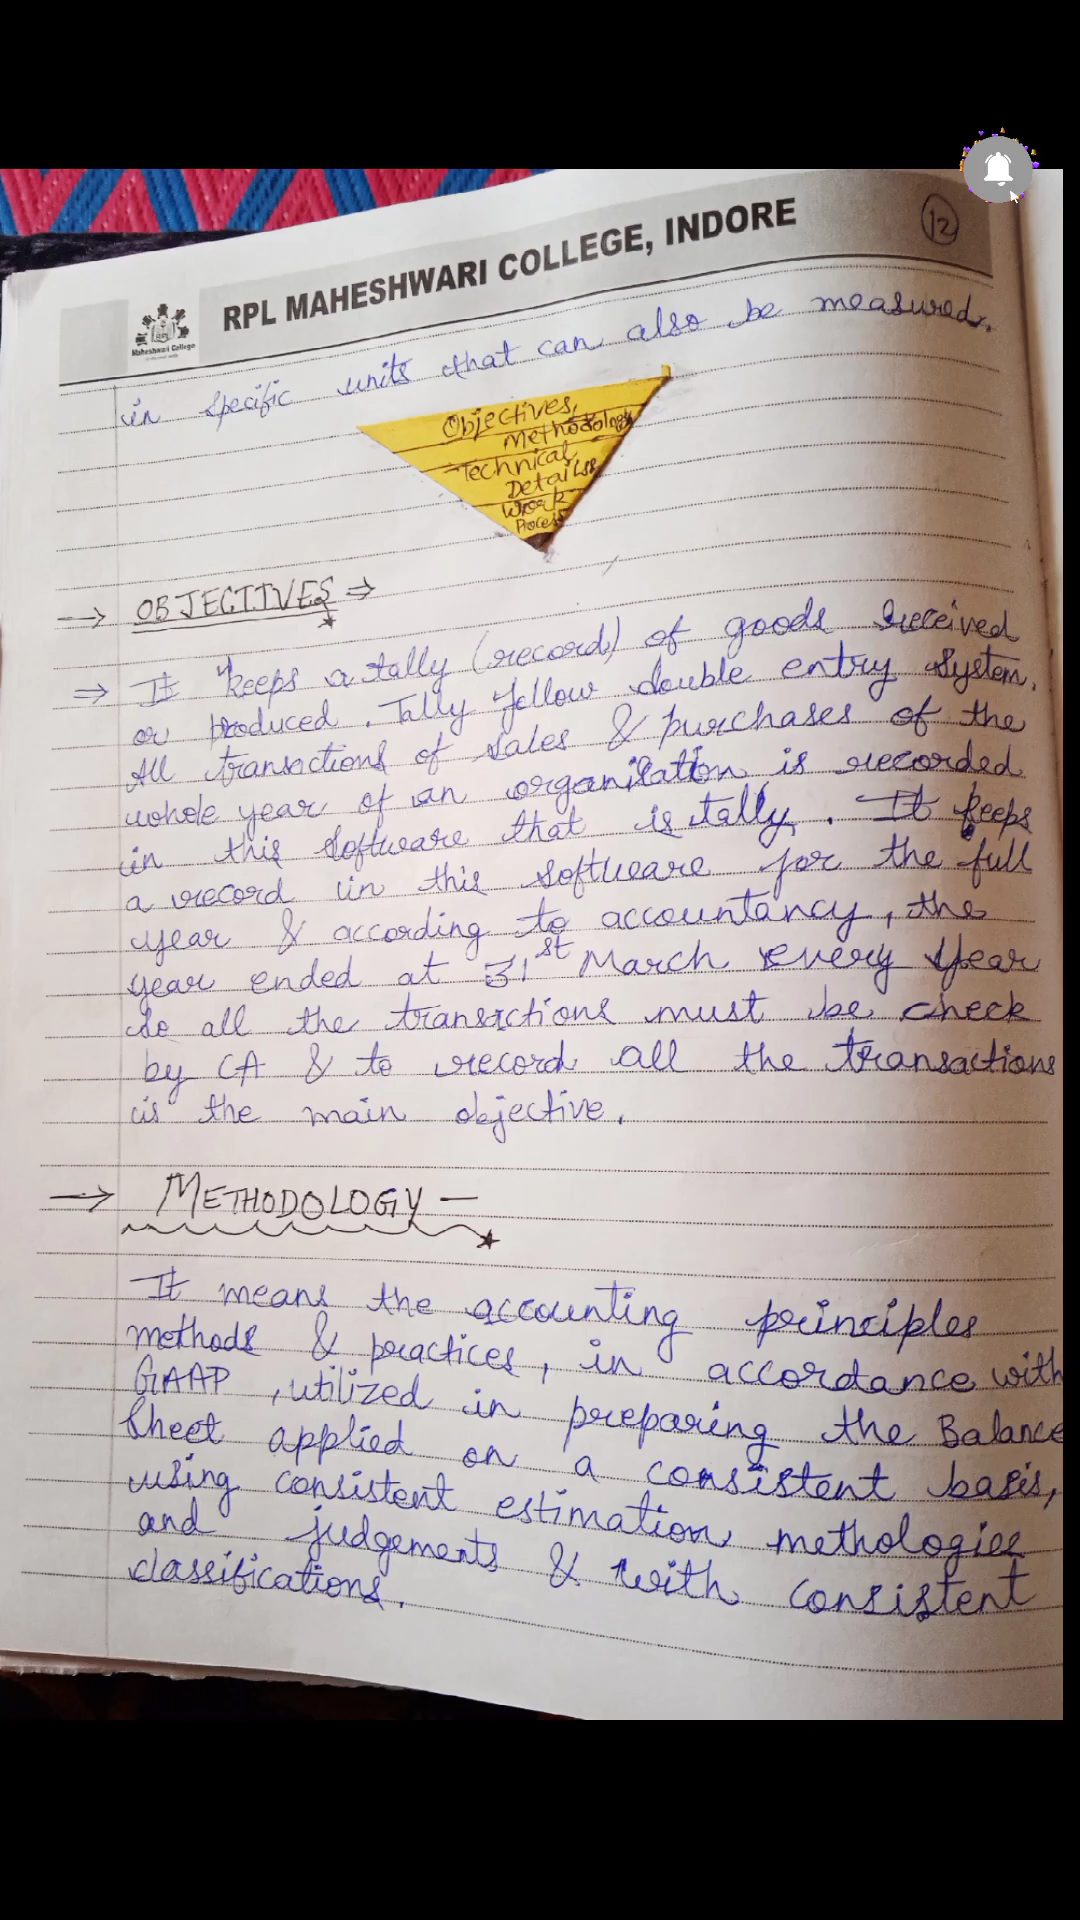 12
RPL MAHESHWARI COLLEGE, INDORE
Maheshwari College
in specific units that can also be measured.
Objectives,
Methodology
Technical
Details
Work
Process
→ OBJECTIVES ⇒
⇒ It keeps a tally (record) of goods received
or produced. Tally follow double entry system.
All transactions of sales & purchases of the
whole year of an organisation is recorded
in this software that is tally. It keeps
a record in this software for the full
year & according to accountancy, the
year ended at 31st March every year
so all the transactions must be check
by CA & to record all the transactions
is the main objective.
→ METHODOLOGY —
It means the accounting principles
methods & practices, in accordance with
GAAP, utilized in preparing the Balance
Sheet applied on a consistent basis,
using consistent estimation methologies
and judgements & with consistent
classifications.